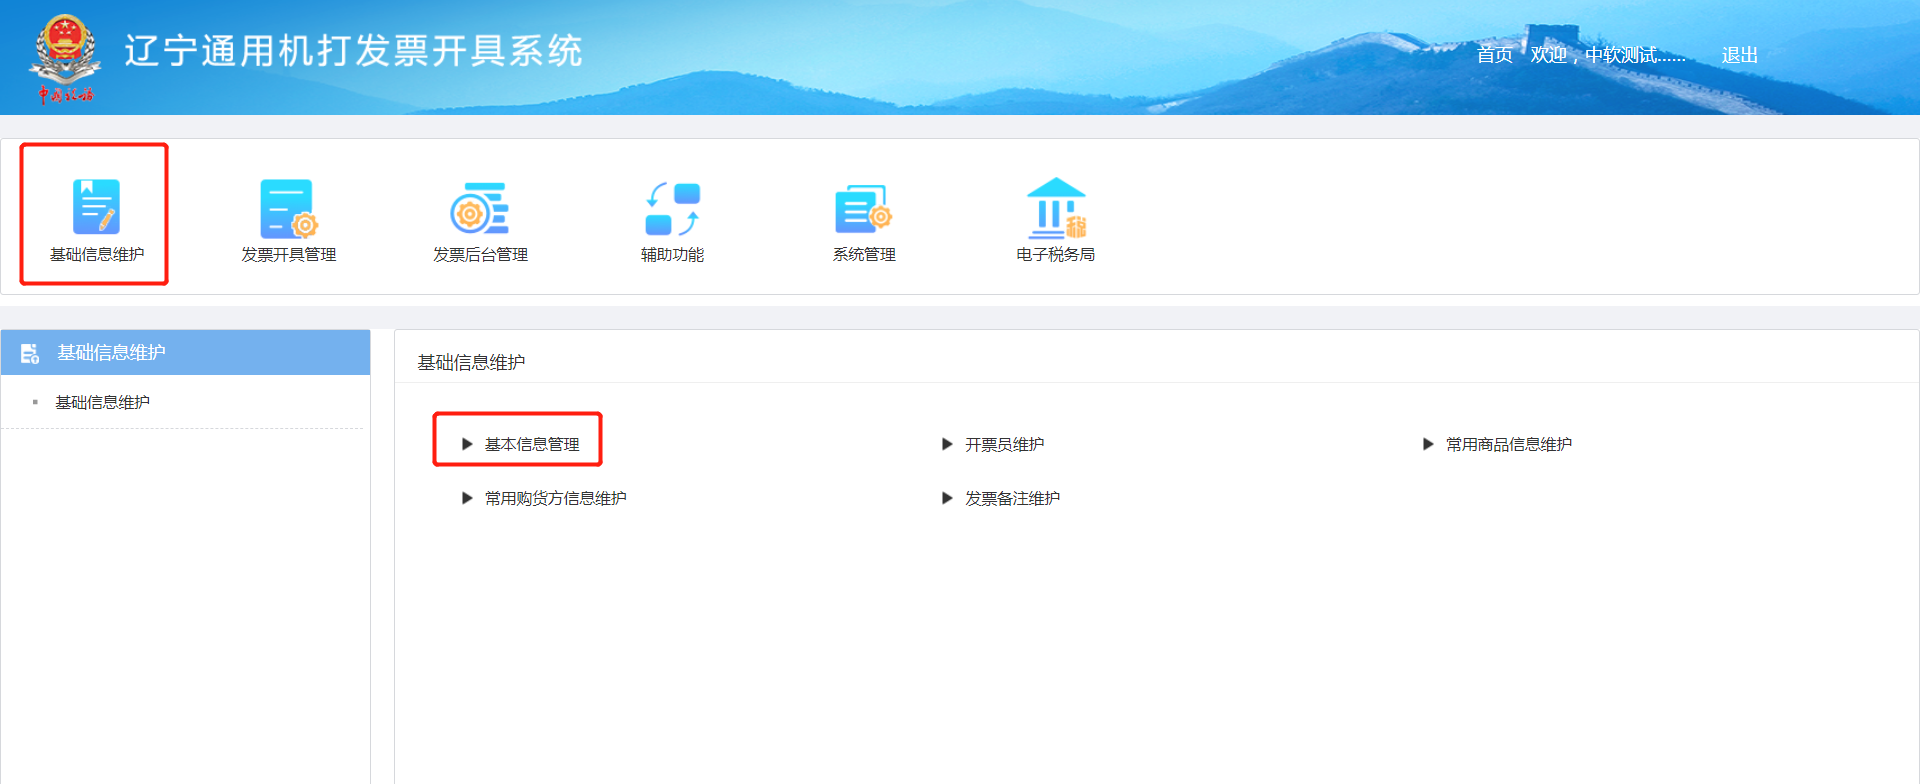 辽宁通用机打发票开具系统
首页 欢迎，中软测试...... 退出
中国税务
基础信息维护 发票开具管理 发票后台管理 辅助功能 系统管理 电子税务局
税
基础信息维护
基础信息维护
基础信息维护
基本信息管理 开票员维护 常用商品信息维护
常用购货方信息维护 发票备注维护